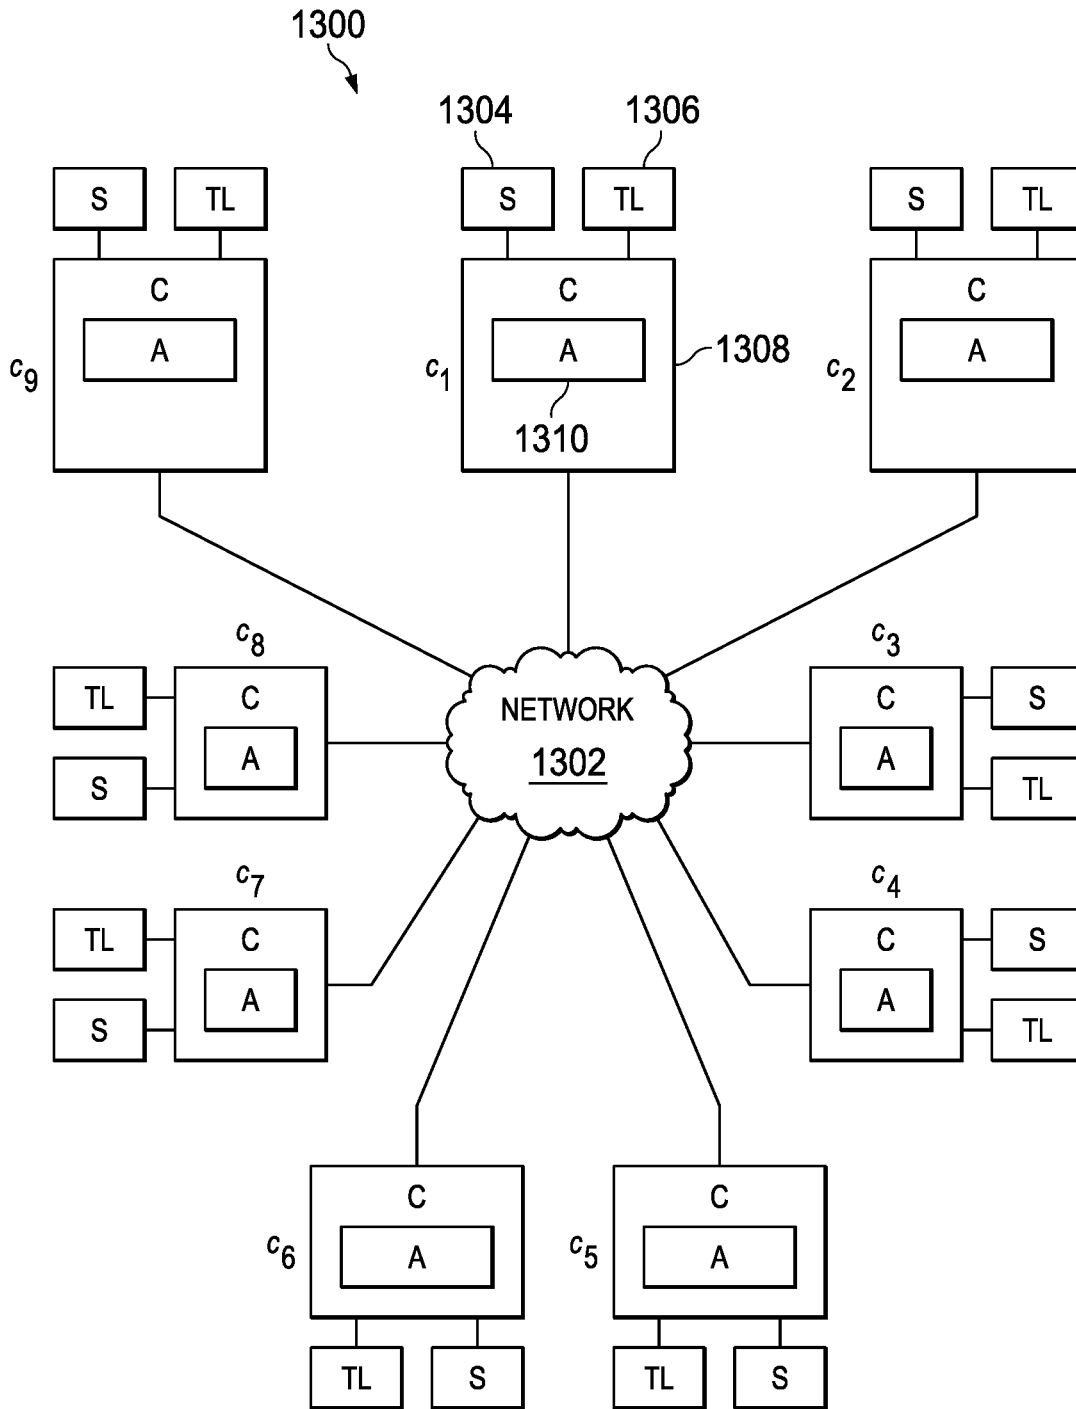 1300
1304 1306
S TL S TL S TL
C C C
A A A
c9 c1 1308 c2
1310
c8 c3
TL C NETWORK C S
S A 1302 A TL
c7 c4
TL C C S
S A A TL
C C
c6 A c5 A
TL S TL S